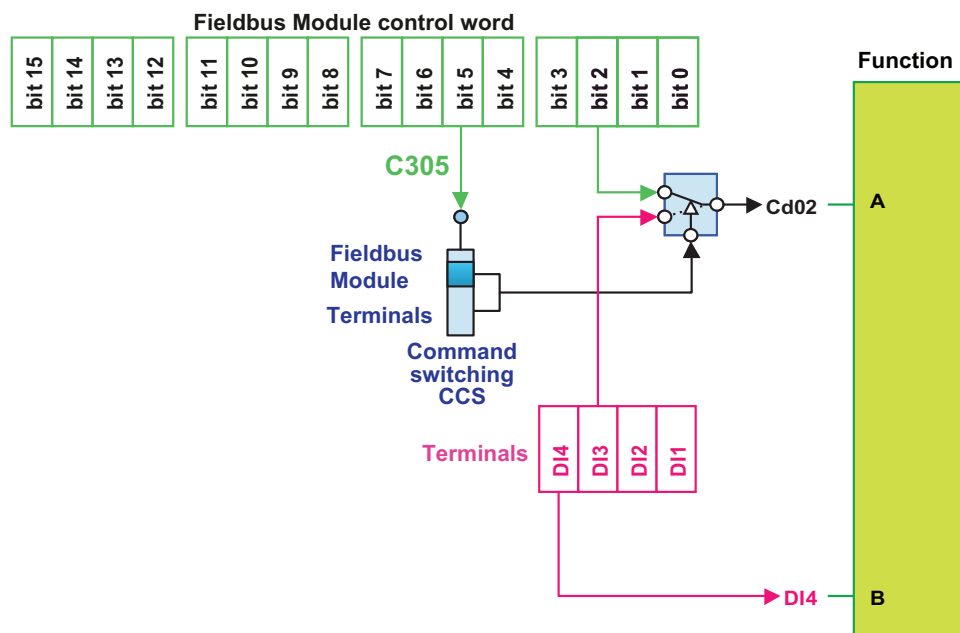 Fieldbus Module control word
bit 15
bit 14
bit 13
bit 12
bit 11
bit 10
bit 9
bit 8
bit 7
bit 6
bit 5
bit 4
bit 3
bit 2
bit 1
bit 0
Function
C305
Cd02
A
Fieldbus
Module
Terminals
Command
switching
CCS
Terminals
DI4
DI3
DI2
DI1
DI4
B